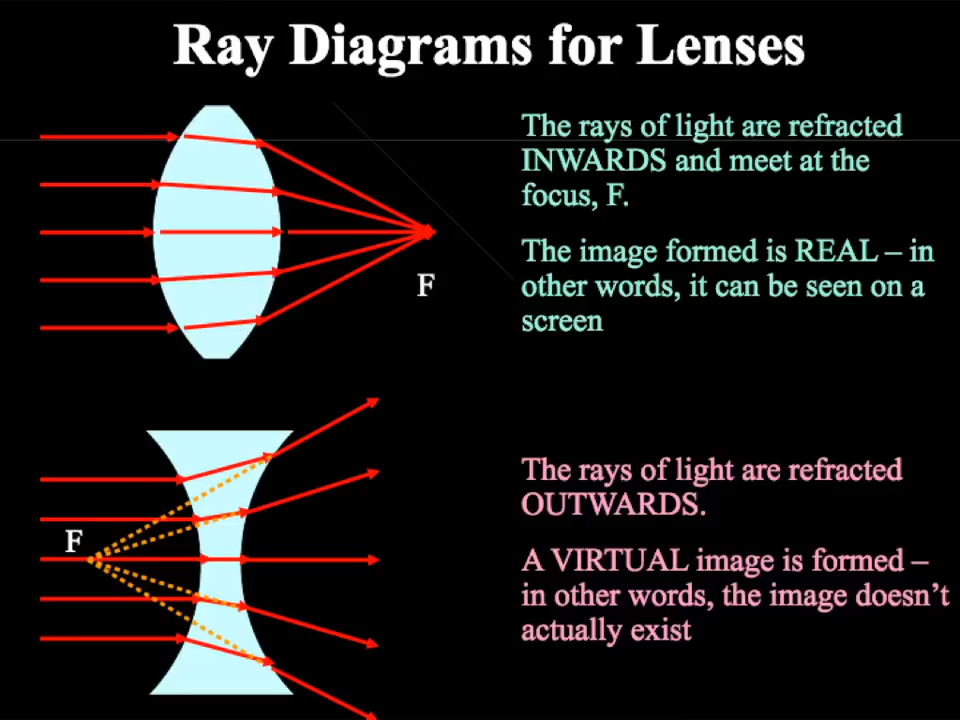 Ray Diagrams for Lenses
The rays of light are refracted
INWARDS and meet at the
focus, F.
The image formed is REAL – in
other words, it can be seen on a
screen
F
The rays of light are refracted
OUTWARDS.
F
A VIRTUAL image is formed –
in other words, the image doesn't
actually exist